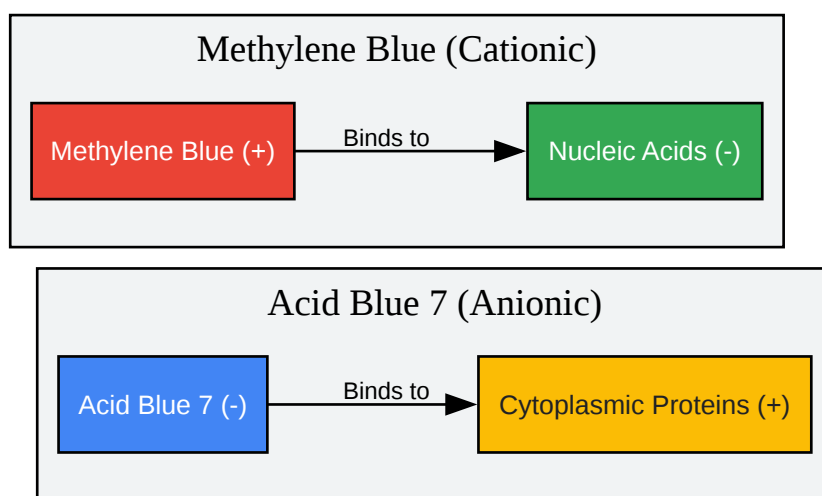 Methylene Blue (Cationic)
Methylene Blue (+)
Binds to
Nucleic Acids (-)
Acid Blue 7 (Anionic)
Acid Blue 7 (-)
Binds to
Cytoplasmic Proteins (+)